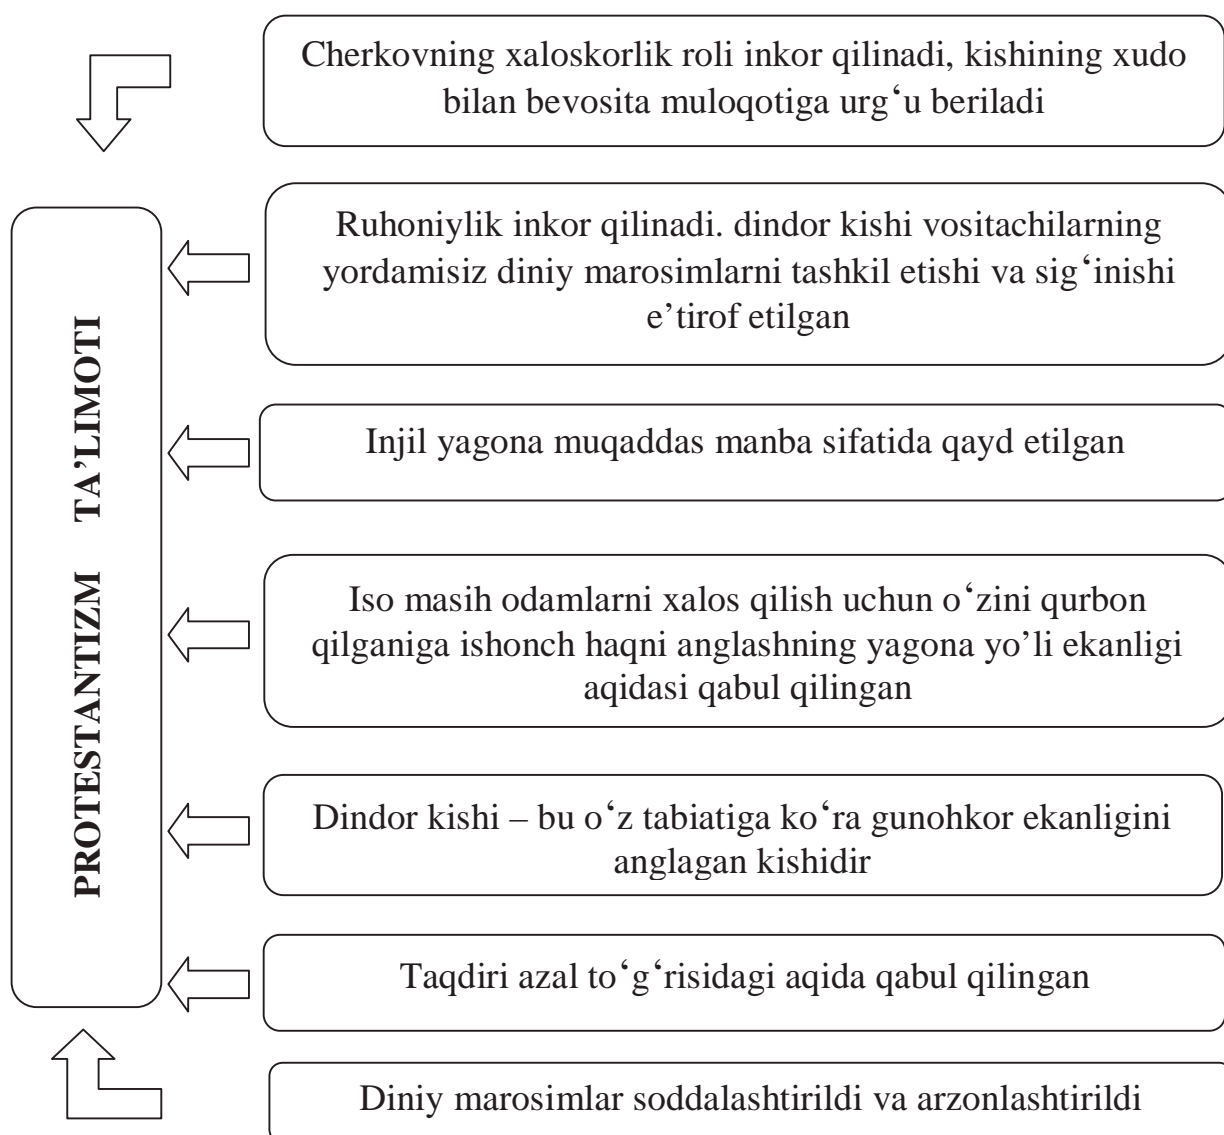 Cherkovning xaloskorlik roli inkor qilinadi, kishining xudo
bilan bevosita muloqotiga urg‘u beriladi
PROTESTANTIZM TA’LIMOTI
Ruhoniylik inkor qilinadi. dindor kishi vositachilarning
yordamisiz diniy marosimlarni tashkil etishi va sig‘inishi
e’tirof etilgan
Injil yagona muqaddas manba sifatida qayd etilgan
Iso masih odamlarni xalos qilish uchun o‘zini qurbon
qilganiga ishonch haqni anglashning yagona yo’li ekanligi
aqidasi qabul qilingan
Dindor kishi – bu o‘z tabiatiga ko‘ra gunohkor ekanligini
anglagan kishidir
Taqdiri azal to‘g‘risidagi aqida qabul qilingan
Diniy marosimlar soddalashtirildi va arzonlashtirildi